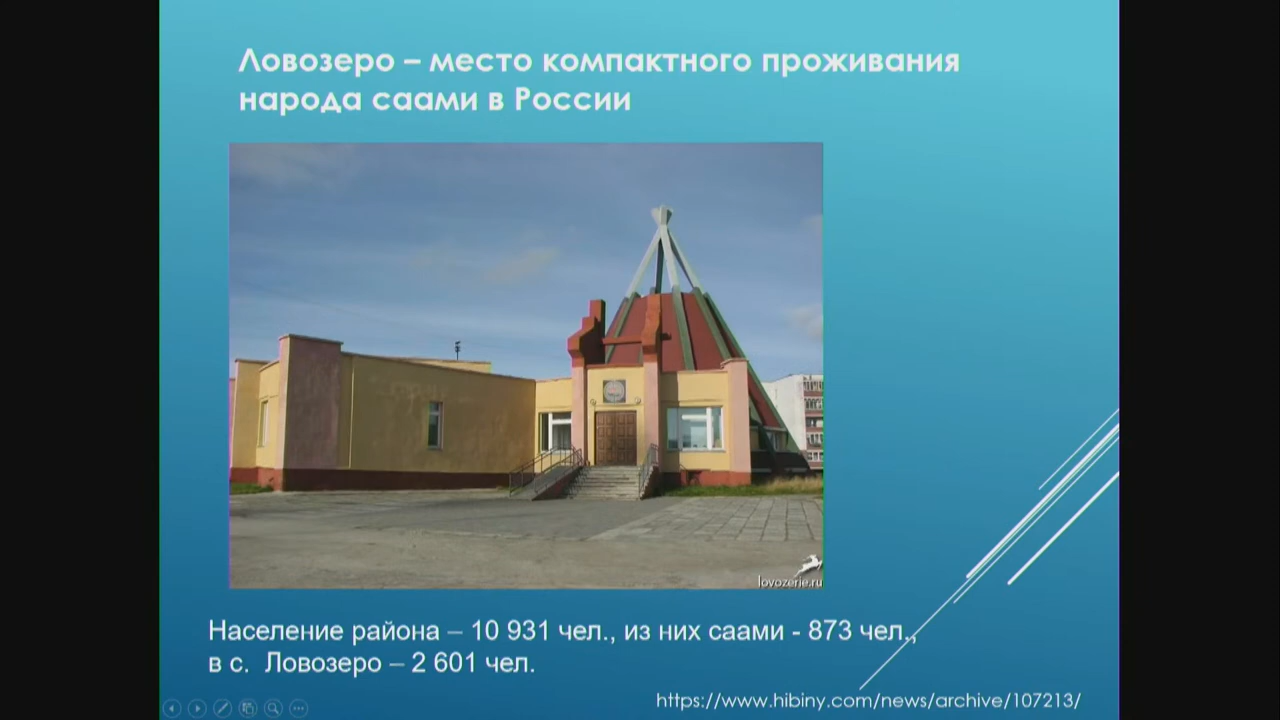 Ловозеро – место компактного проживания
народа саами в России
lovozerie.ru
Население района – 10 931 чел., из них саами - 873 чел.,
в с. Ловозеро – 2 601 чел.
https://www.hibiny.com/news/archive/107213/